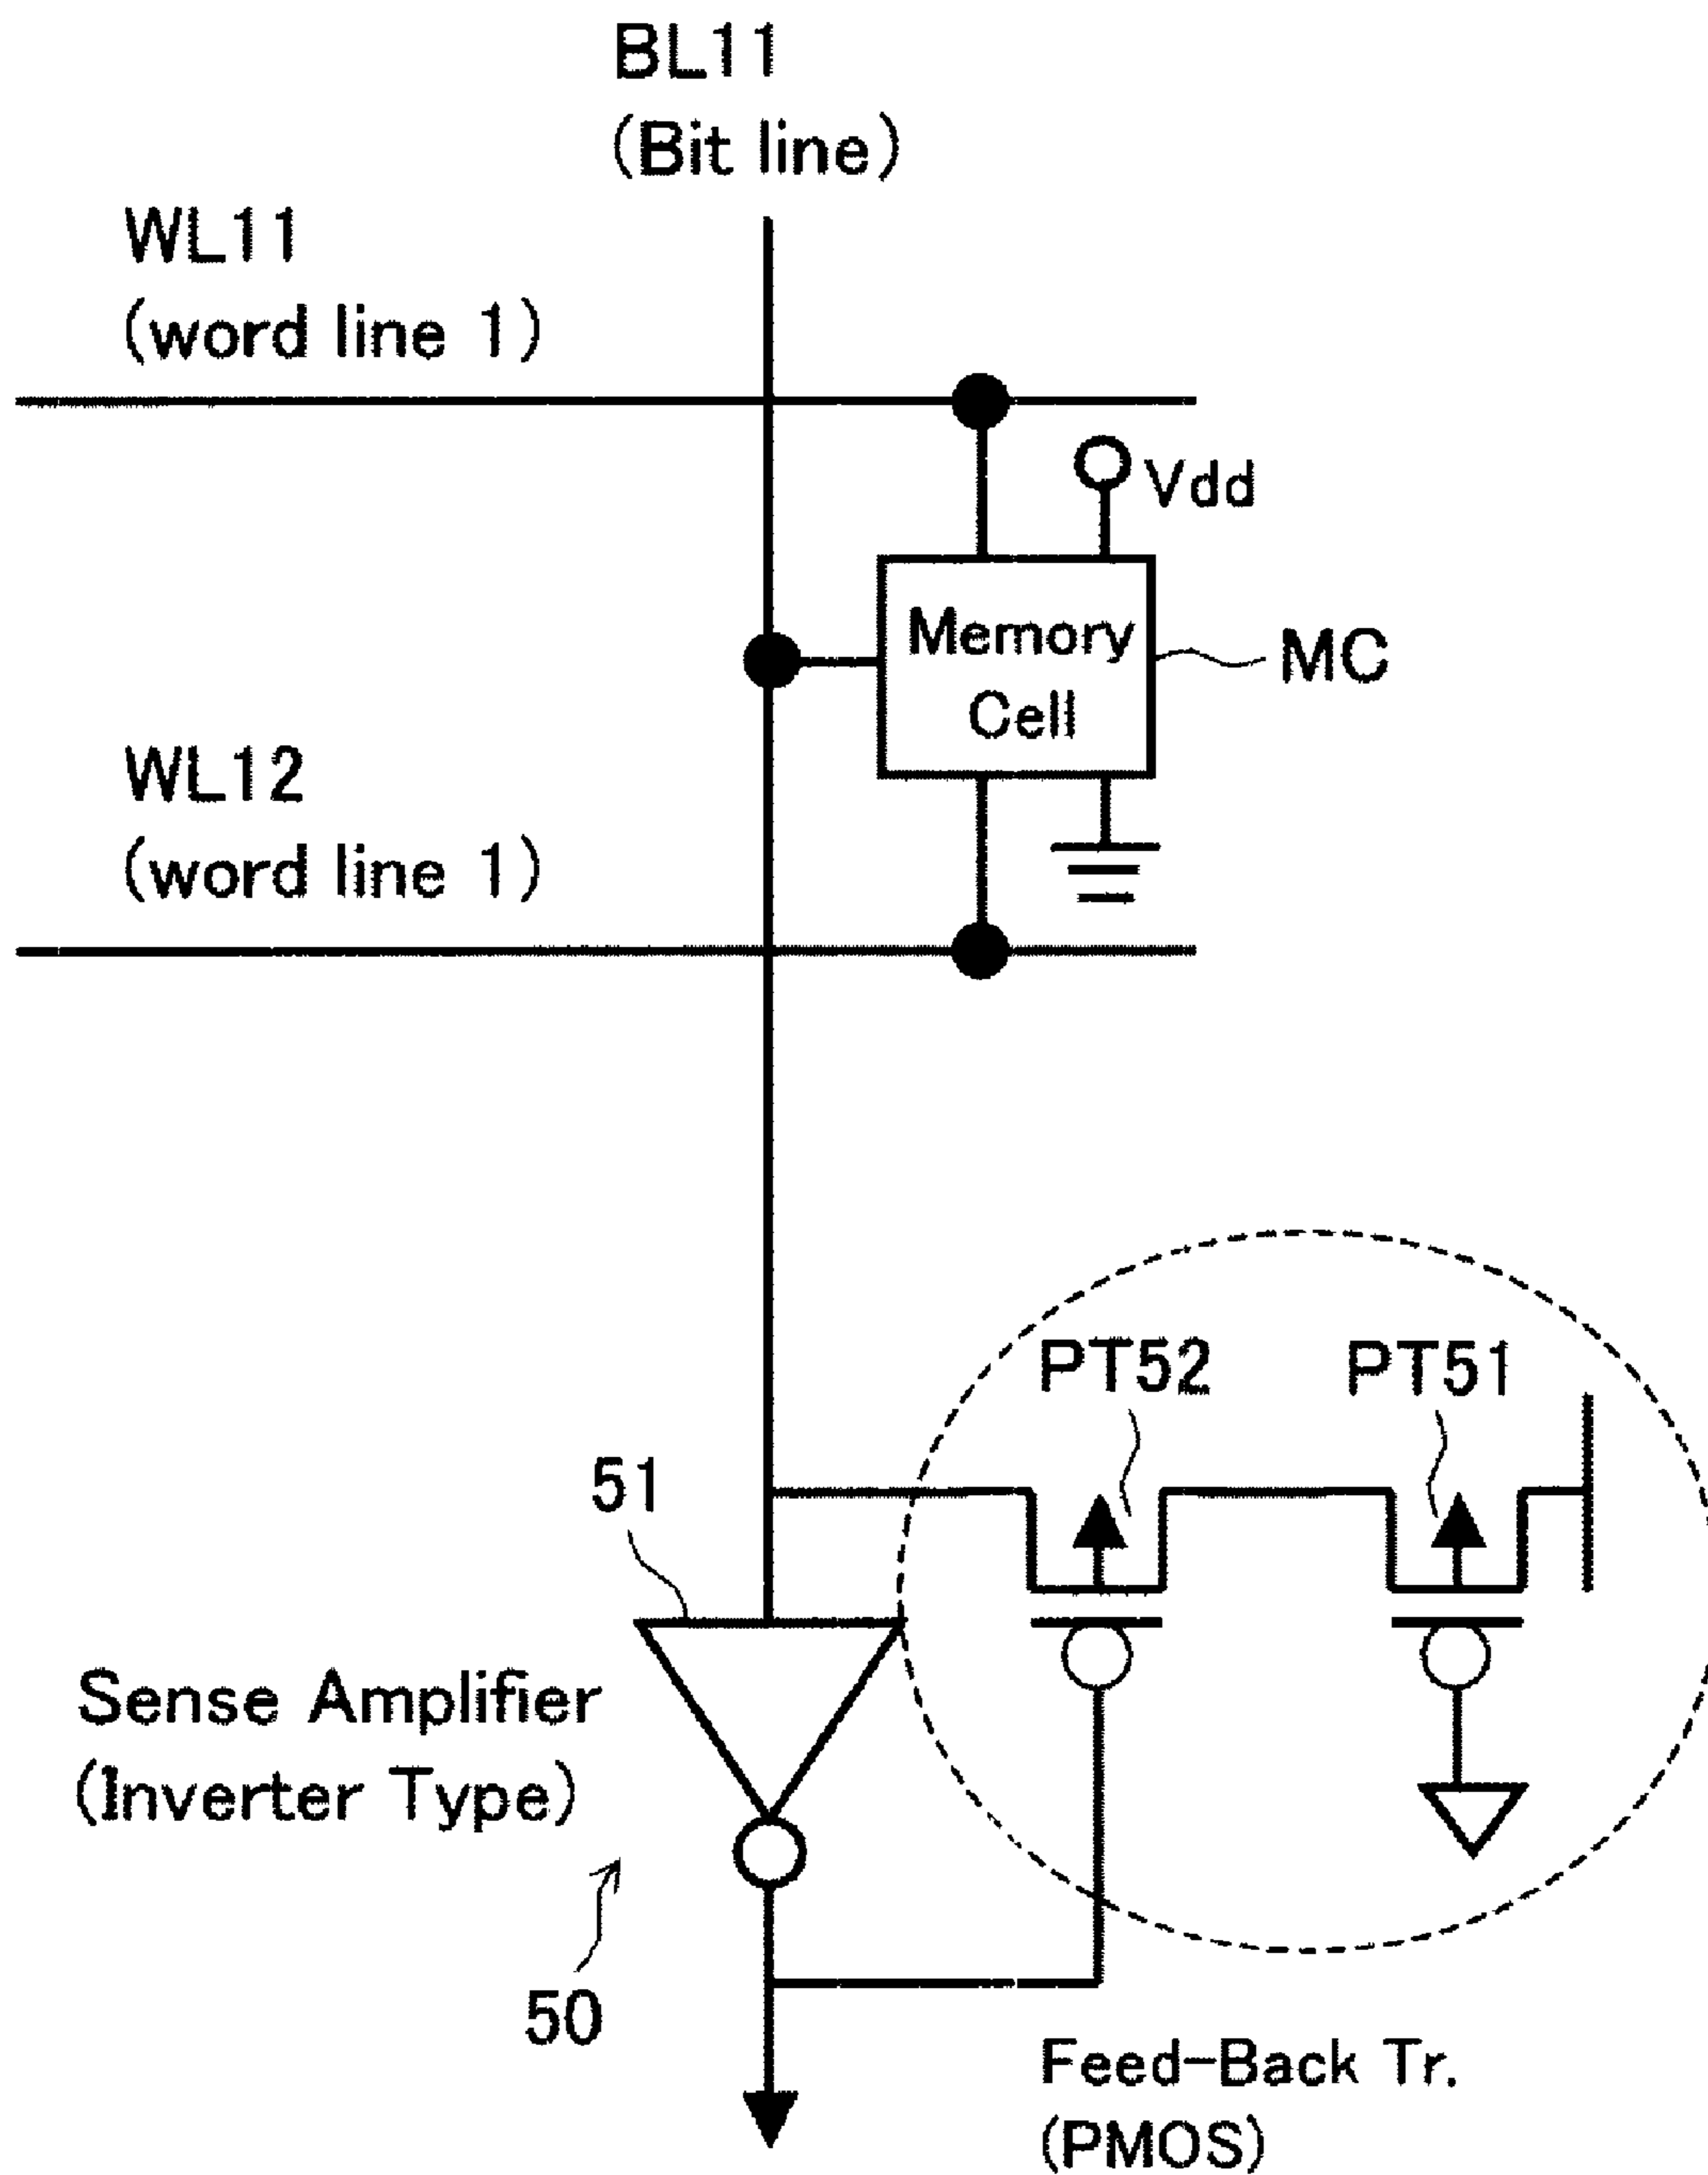 BL11
(Bit line)
WL11
(word line 1)
Vdd
Memory
Cell
MC
WL12
(word line 1)
PT52
PT51
51
Sense Amplifier
(Inverter Type)
50
Feed-Back Tr.
(PMOS)